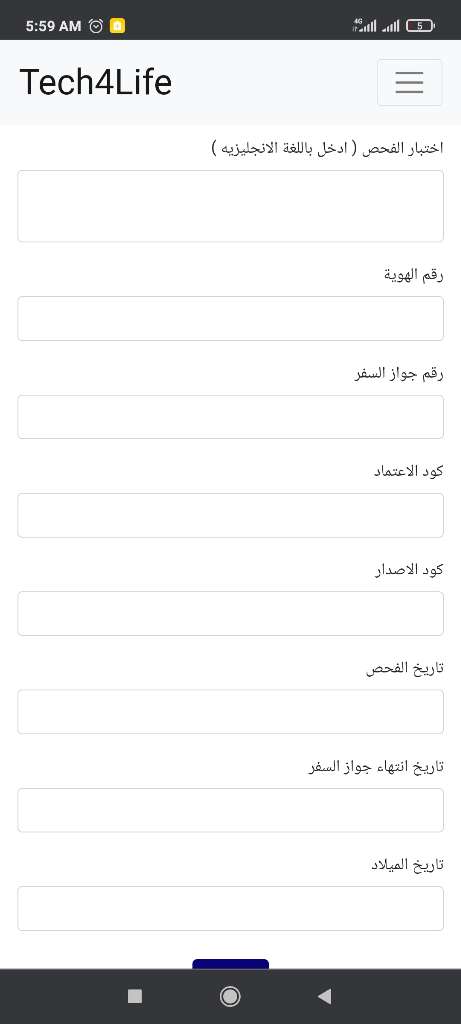 5:59 AM
4G
5
Tech4Life
اختبار الفحص ( ادخل باللغة الانجليزيه )
رقم الهوية
رقم جواز السفر
كود الاعتماد
كود الاصدار
تاريخ الفحص
تاريخ انتهاء جواز السفر
تاريخ الميلاد